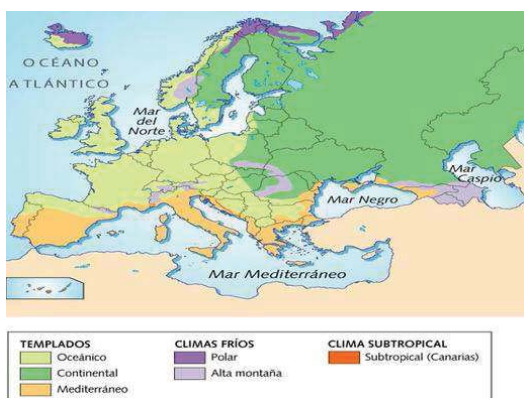 OCÉANO
ATLÁNTICO
Mar
del
Norte
Mar
Caspio
Mar Negro
Mar Mediterráneo
TEMPLADOS
Oceánico
Continental
Mediterráneo
CLIMAS FRÍOS
Polar
Alta montaña
CLIMA SUBTROPICAL
Subtropical (Canarias)